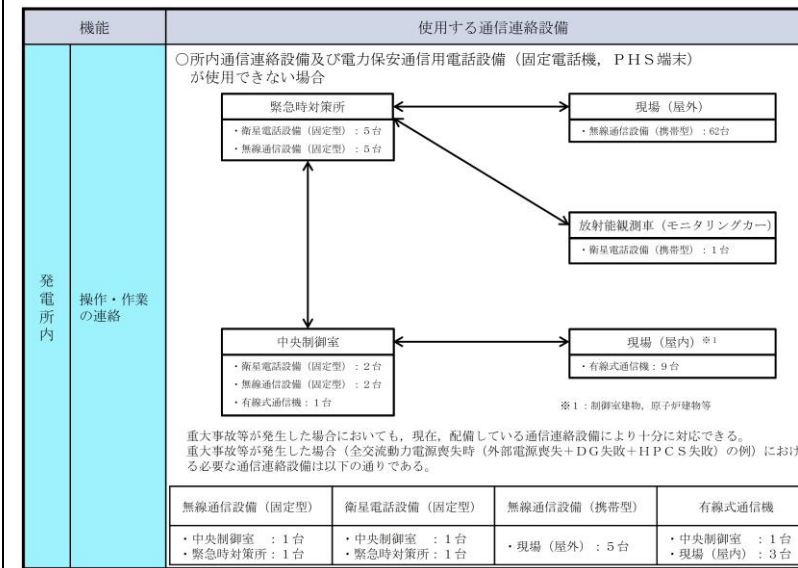 機能
使用する通信連絡設備
発電所内
操作・作業
の連絡
○所内通信連絡設備及び電力保安通信用電話設備（固定電話機，ＰＨＳ端末）
が使用できない場合
緊急時対策所
・衛星電話設備（固定型）：５台
・無線通信設備（固定型）：５台
現場（屋外）
・無線通信設備（携帯型）：62台
放射能観測車（モニタリングカー）
・衛星電話設備（携帯型）：１台
中央制御室
・衛星電話設備（固定型）：２台
・無線通信設備（固定型）：２台
・有線式通信機：１台
現場（屋内）※１
・有線式通信機：９台
※１：制御室建物，原子炉建物等
重大事故等が発生した場合においても，現在，配備している通信連絡設備により十分に対応できる。
重大事故等が発生した場合（全交流動力電源喪失時（外部電源喪失＋ＤＧ失敗＋ＨＰＣＳ失敗）の例）におけ
る必要な通信連絡設備は以下の通りである。
無線通信設備（固定型）
衛星電話設備（固定型）
無線通信設備（携帯型）
有線式通信機
・中央制御室　：１台
・緊急時対策所：１台
・中央制御室　：１台
・緊急時対策所：１台
・現場（屋外）：５台
・中央制御室　：１台
・現場（屋内）：３台